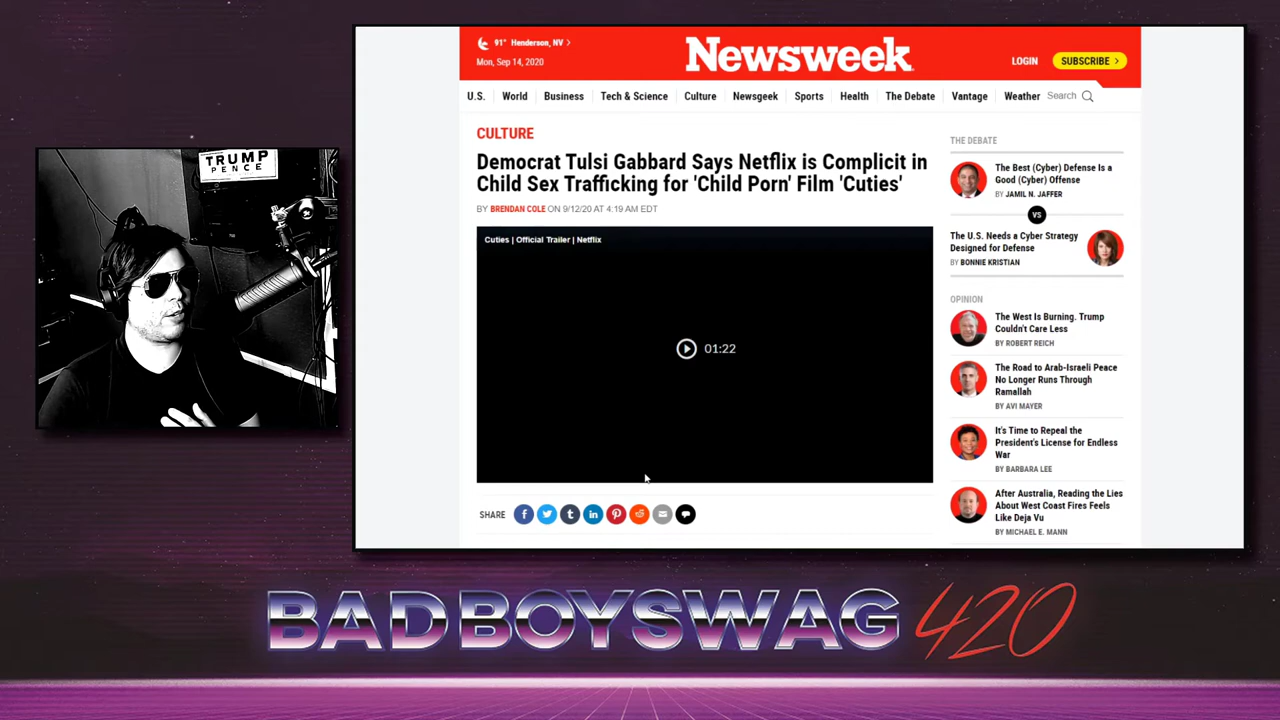 TRUMP
PENCE
91° Henderson, NV
Mon, Sep 14, 2020
Newsweek
LOGIN
SUBSCRIBE
U.S. World Business Tech & Science Culture Newsgeek Sports Health The Debate Vantage Weather Search
CULTURE
Democrat Tulsi Gabbard Says Netflix is Complicit in
Child Sex Trafficking for 'Child Porn' Film 'Cuties'
BY BRENDAN COLE ON 9/12/20 AT 4:19 AM EDT
Cuties | Official Trailer | Netflix
01:22
SHARE
THE DEBATE
The Best (Cyber) Defense Is a
Good (Cyber) Offense
BY JAMIL N. JAFFER
VS
The U.S. Needs a Cyber Strategy
Designed for Defense
BY BONNIE KRISTIAN
OPINION
The West Is Burning. Trump
Couldn't Care Less
BY ROBERT REICH
The Road to Arab-Israeli Peace
No Longer Runs Through
Ramallah
BY AVI MAYER
It's Time to Repeal the
President's License for Endless
War
BY BARBARA LEE
After Australia, Reading the Lies
About West Coast Fires Feels
Like Deja Vu
BY MICHAEL E. MANN
BADBOYSWAG 420